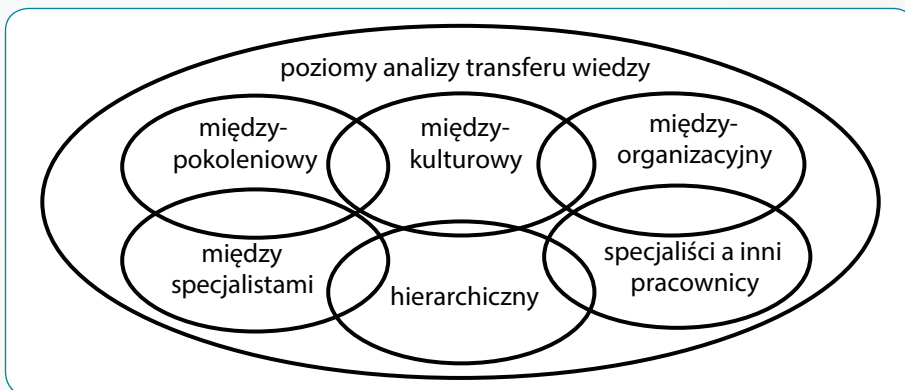 poziomy analizy transferu wiedzy
między-
pokoleniowy
między-
kulturowy
między-
organizacyjny
między
specjalistami
hierarchiczny
specjaliści a inni
pracownicy